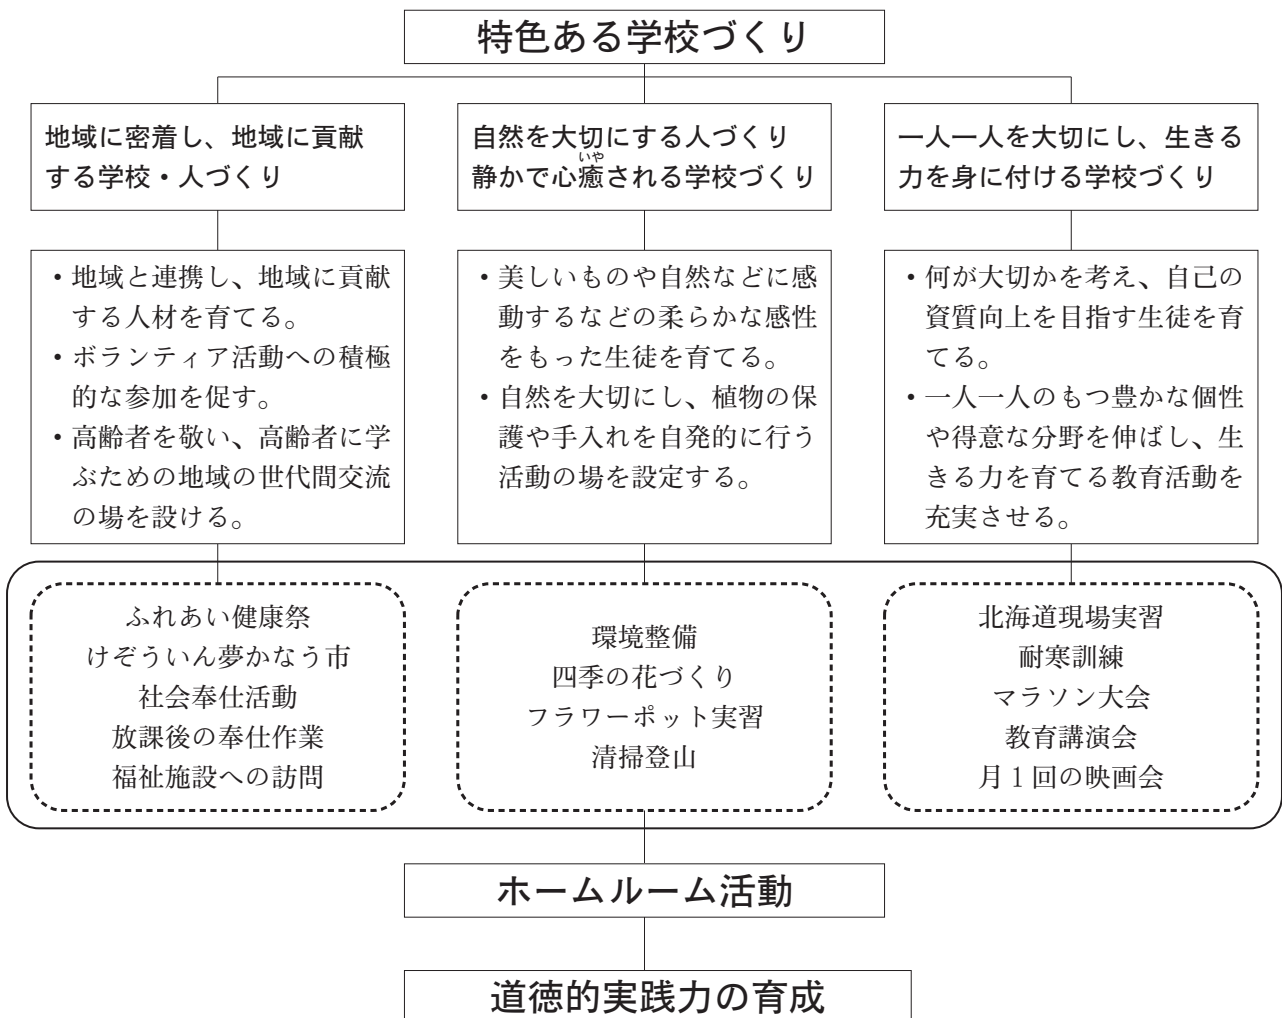 特色ある学校づくり
地域に密着し、地域に貢献
する学校・人づくり
自然を大切にする人づくり
静かで心癒される学校づくり
いや
一人一人を大切にし、生きる
力を身に付ける学校づくり
・地域と連携し、地域に貢献
する人材を育てる。
・ボランティア活動への積極
的な参加を促す。
・高齢者を敬い、高齢者に学
ぶための地域の世代間交流
の場を設ける。
・美しいものや自然などに感
動するなどの柔らかな感性
をもった生徒を育てる。
・自然を大切にし、植物の保
護や手入れを自発的に行う
活動の場を設定する。
・何が大切かを考え、自己の
資質向上を目指す生徒を育
てる。
・一人一人のもつ豊かな個性
や得意な分野を伸ばし、生
きる力を育てる教育活動を
充実させる。
ふれあい健康祭
けぞういん夢かなう市
社会奉仕活動
放課後の奉仕作業
福祉施設への訪問
環境整備
四季の花づくり
フラワーポット実習
清掃登山
北海道現場実習
耐寒訓練
マラソン大会
教育講演会
月1回の映画会
ホームルーム活動
道徳的実践力の育成